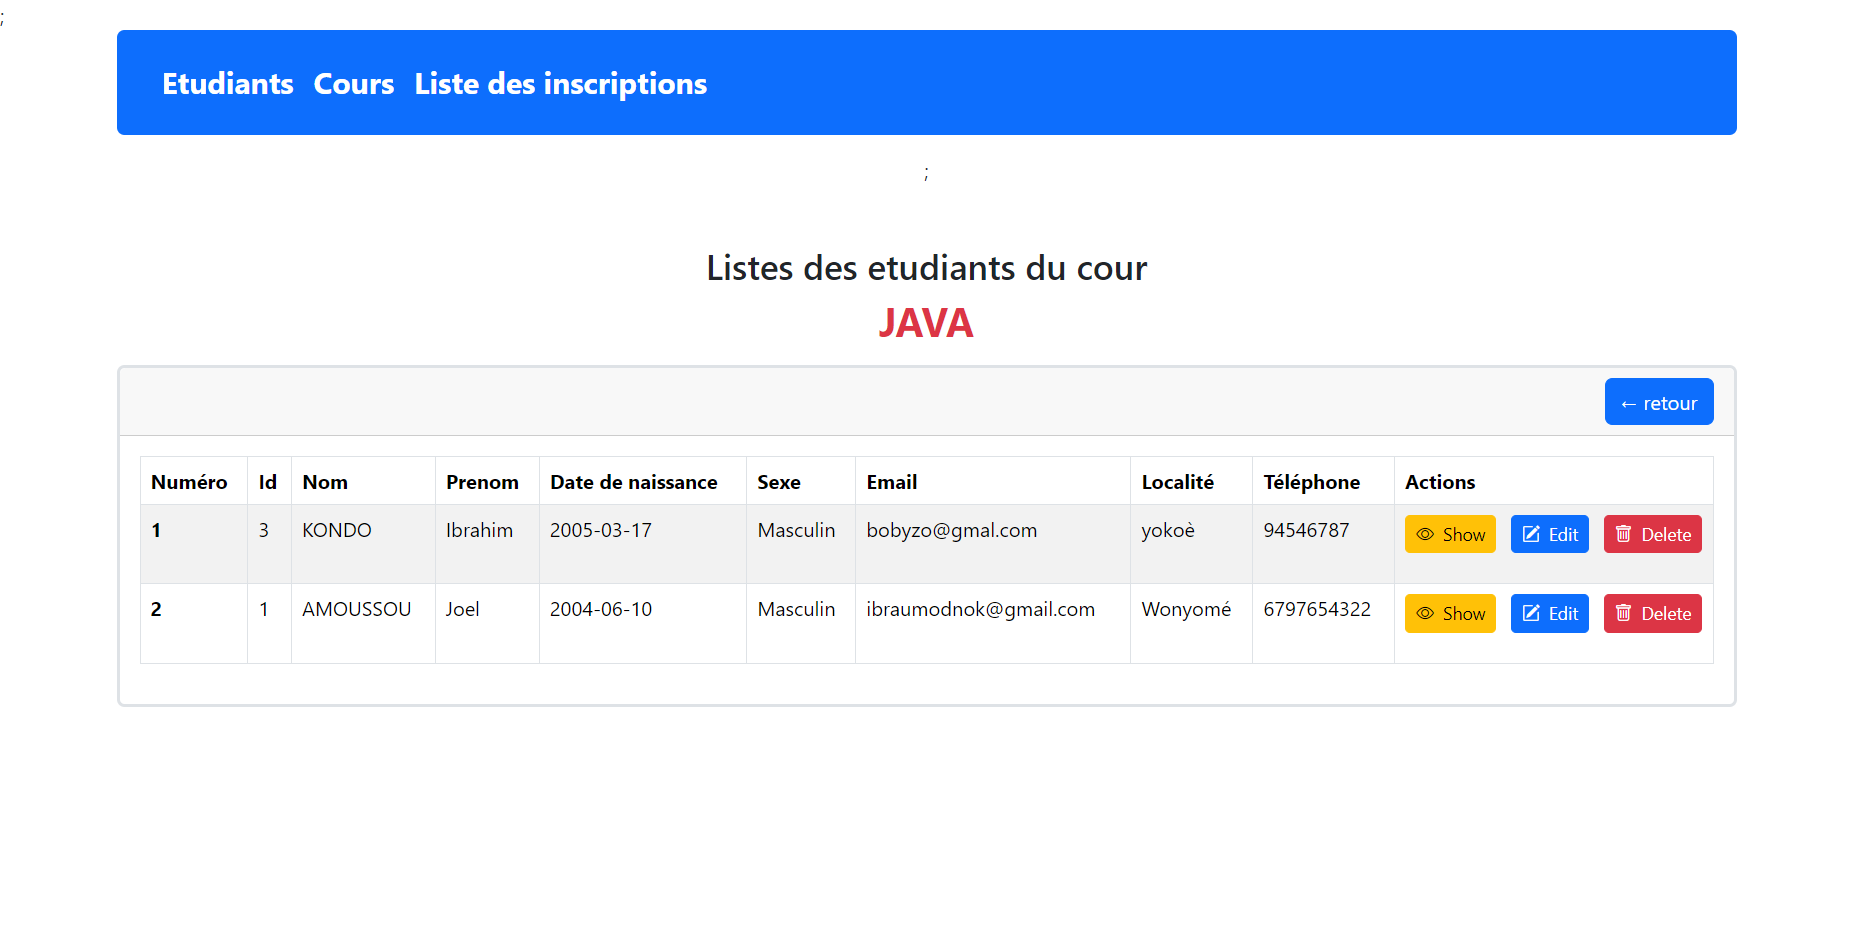 ;
Etudiants Cours Liste des inscriptions
;
Listes des etudiants du cour
JAVA
← retour
Numéro Id Nom Prenom Date de naissance Sexe Email Localité Téléphone Actions
1 3 KONDO Ibrahim 2005-03-17 Masculin bobyzo@gmal.com yokoè 94546787 Show Edit Delete
2 1 AMOUSSOU Joel 2004-06-10 Masculin ibraumodnok@gmail.com Wonyomé 6797654322 Show Edit Delete